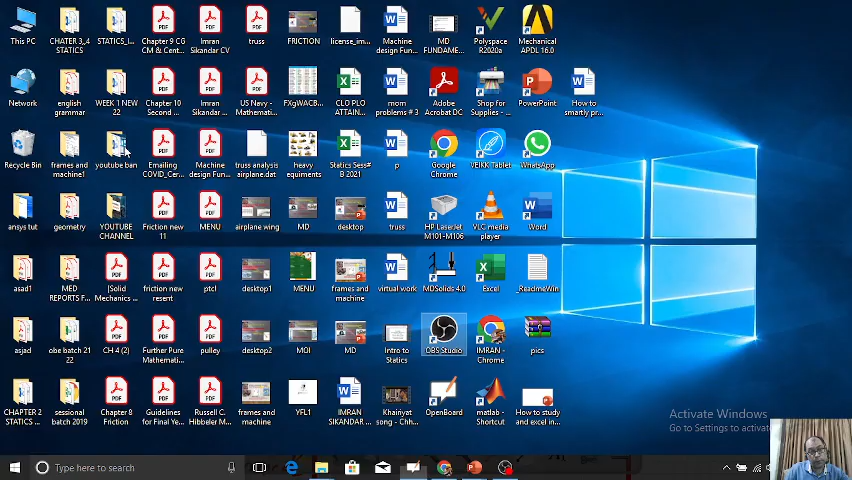 This PC
CHATER 3,,4
STATICS
STATICS_I...
Chapter 9 CG
CM & Cent...
Imran
Sikandar CV
truss
FRICTION
license_im...
Machine
design Fun...
MD
FUNDAME...
Polyspace
R2020a
Mechanical
APDL 16.0
Network
english
grammar
WEEK 1 NEW
22
Chapter 10
Second ...
Imran
Sikandar ...
US Navy -
Mathemati...
FXgWACB...
CLO PLO
ATTAIN...
mom
problems # 3
Adobe
Acrobat DC
Shop for
Supplies - ...
PowerPoint
How to
smartly pr...
Recycle Bin
frames and
machine!
youtube ban
Emailing
COVID_Cer...
Machine
design Fun...
truss analysis
airplane.dat
heavy
equiments
Statics Sess#
B 2021
p
Google
Chrome
VEIKK Tablet
WhatsApp
ansys tut
geometry
YOUTUBE
CHANNEL
Friction new
11
MENU
airplane wing
MD
desktop
truss
HP LaserJet
M101-M106
VLC media
player
Word
asad1
MED
REPORTS F...
|Solid
Mechanics ...
friction new
resent
ptcl
desktop1
MENU
frames and
machine
virtual work
MDSolids 4.0
Excel
_ReadmeWin
asjad
obe batch 21
22
CH 4 (2)
Further Pure
Mathemati...
pulley
desktop2
MOI
MD
Intro to
Statics
OBS Studio
IMRAN -
Chrome
pics
CHAPTER 2
STATICS ...
sessional
batch 2019
Chapter 8
Friction
Guidelines
for Final Ye...
Russell C.
Hibbeler M...
frames and
machine
YFL1
IMRAN
SIKANDAR ...
Khairiyat
song - Chh...
OpenBoard
matlab -
Shortcut
How to study
and excel in...
Activate Windows
Go to Settings to activate
Type here to search